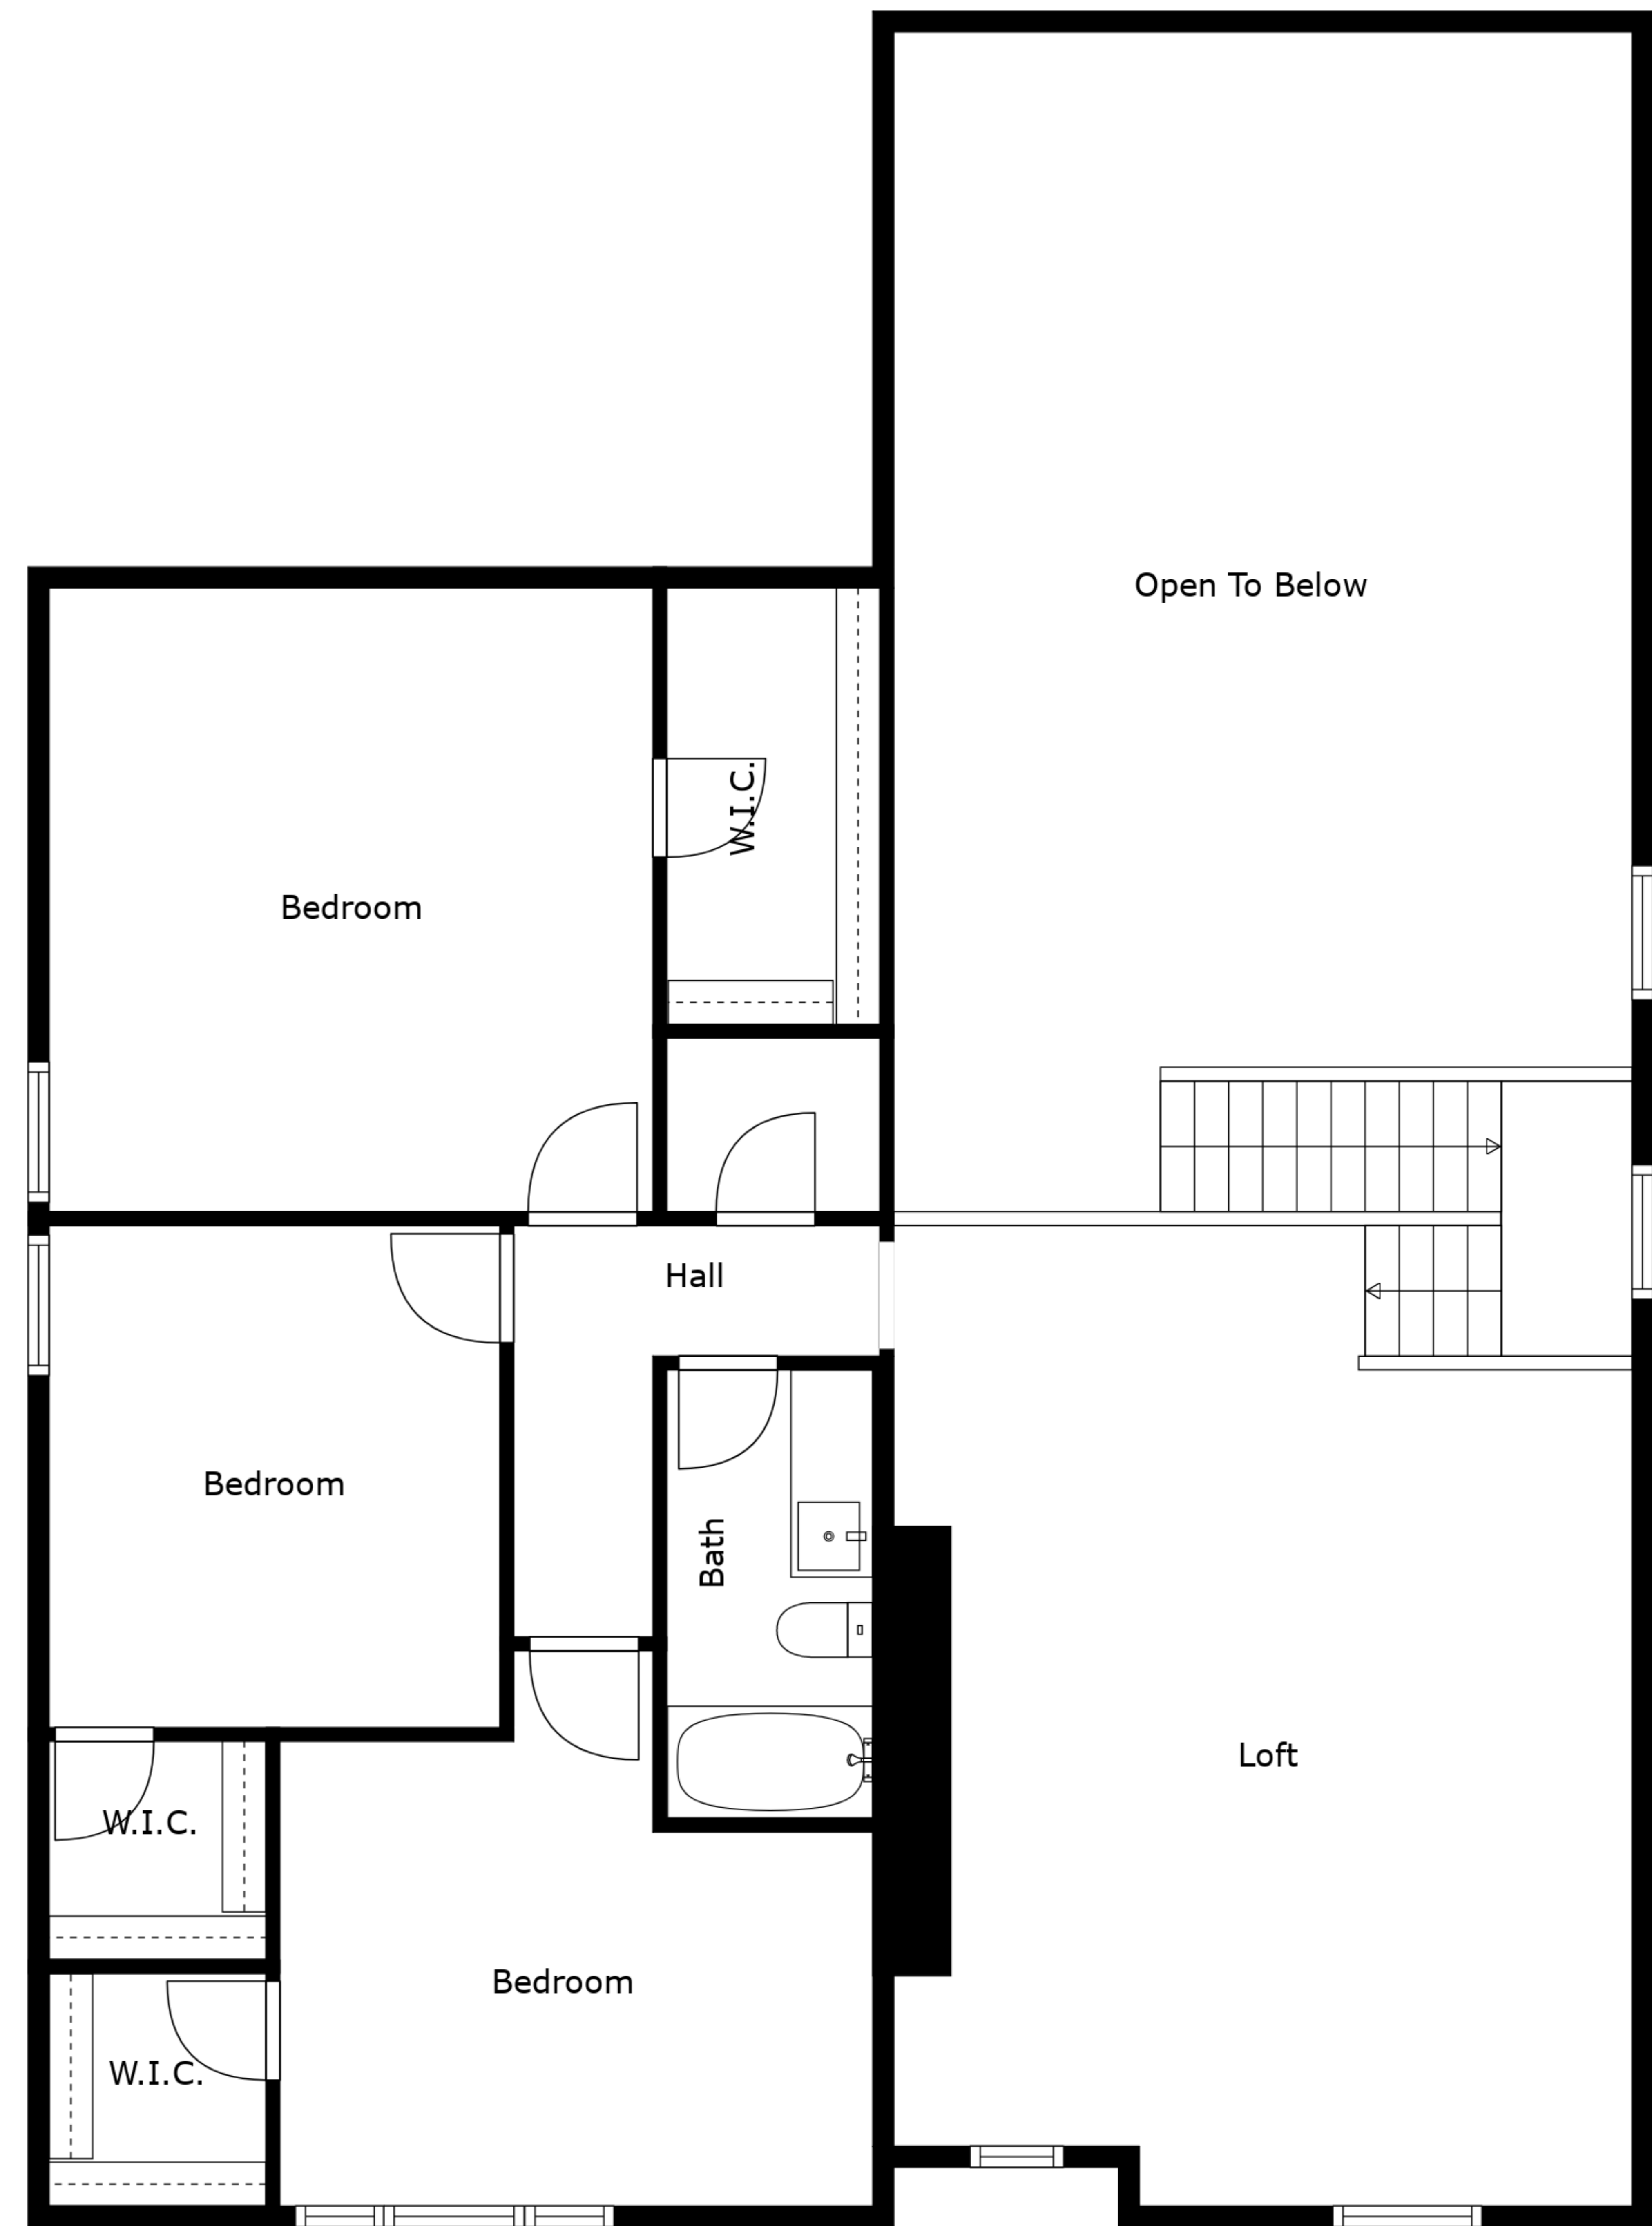 Open To Below
W.I.C.
Bedroom
Hall
Bedroom
Bath
Loft
W.I.C.
Bedroom
W.I.C.